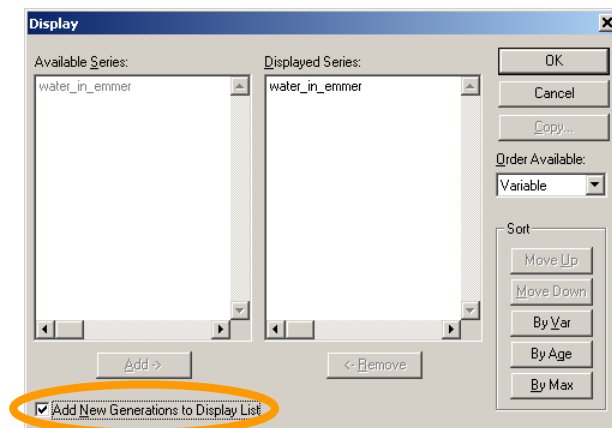 Display
Available Series:
water_in_emmer
Displayed Series:
water_in_emmer
OK
Cancel
Copy...
Order Available:
Variable
Sort
Move Up
Move Down
By Var
By Age
By Max
Add ->
<- Remove
Add New Generations to Display List